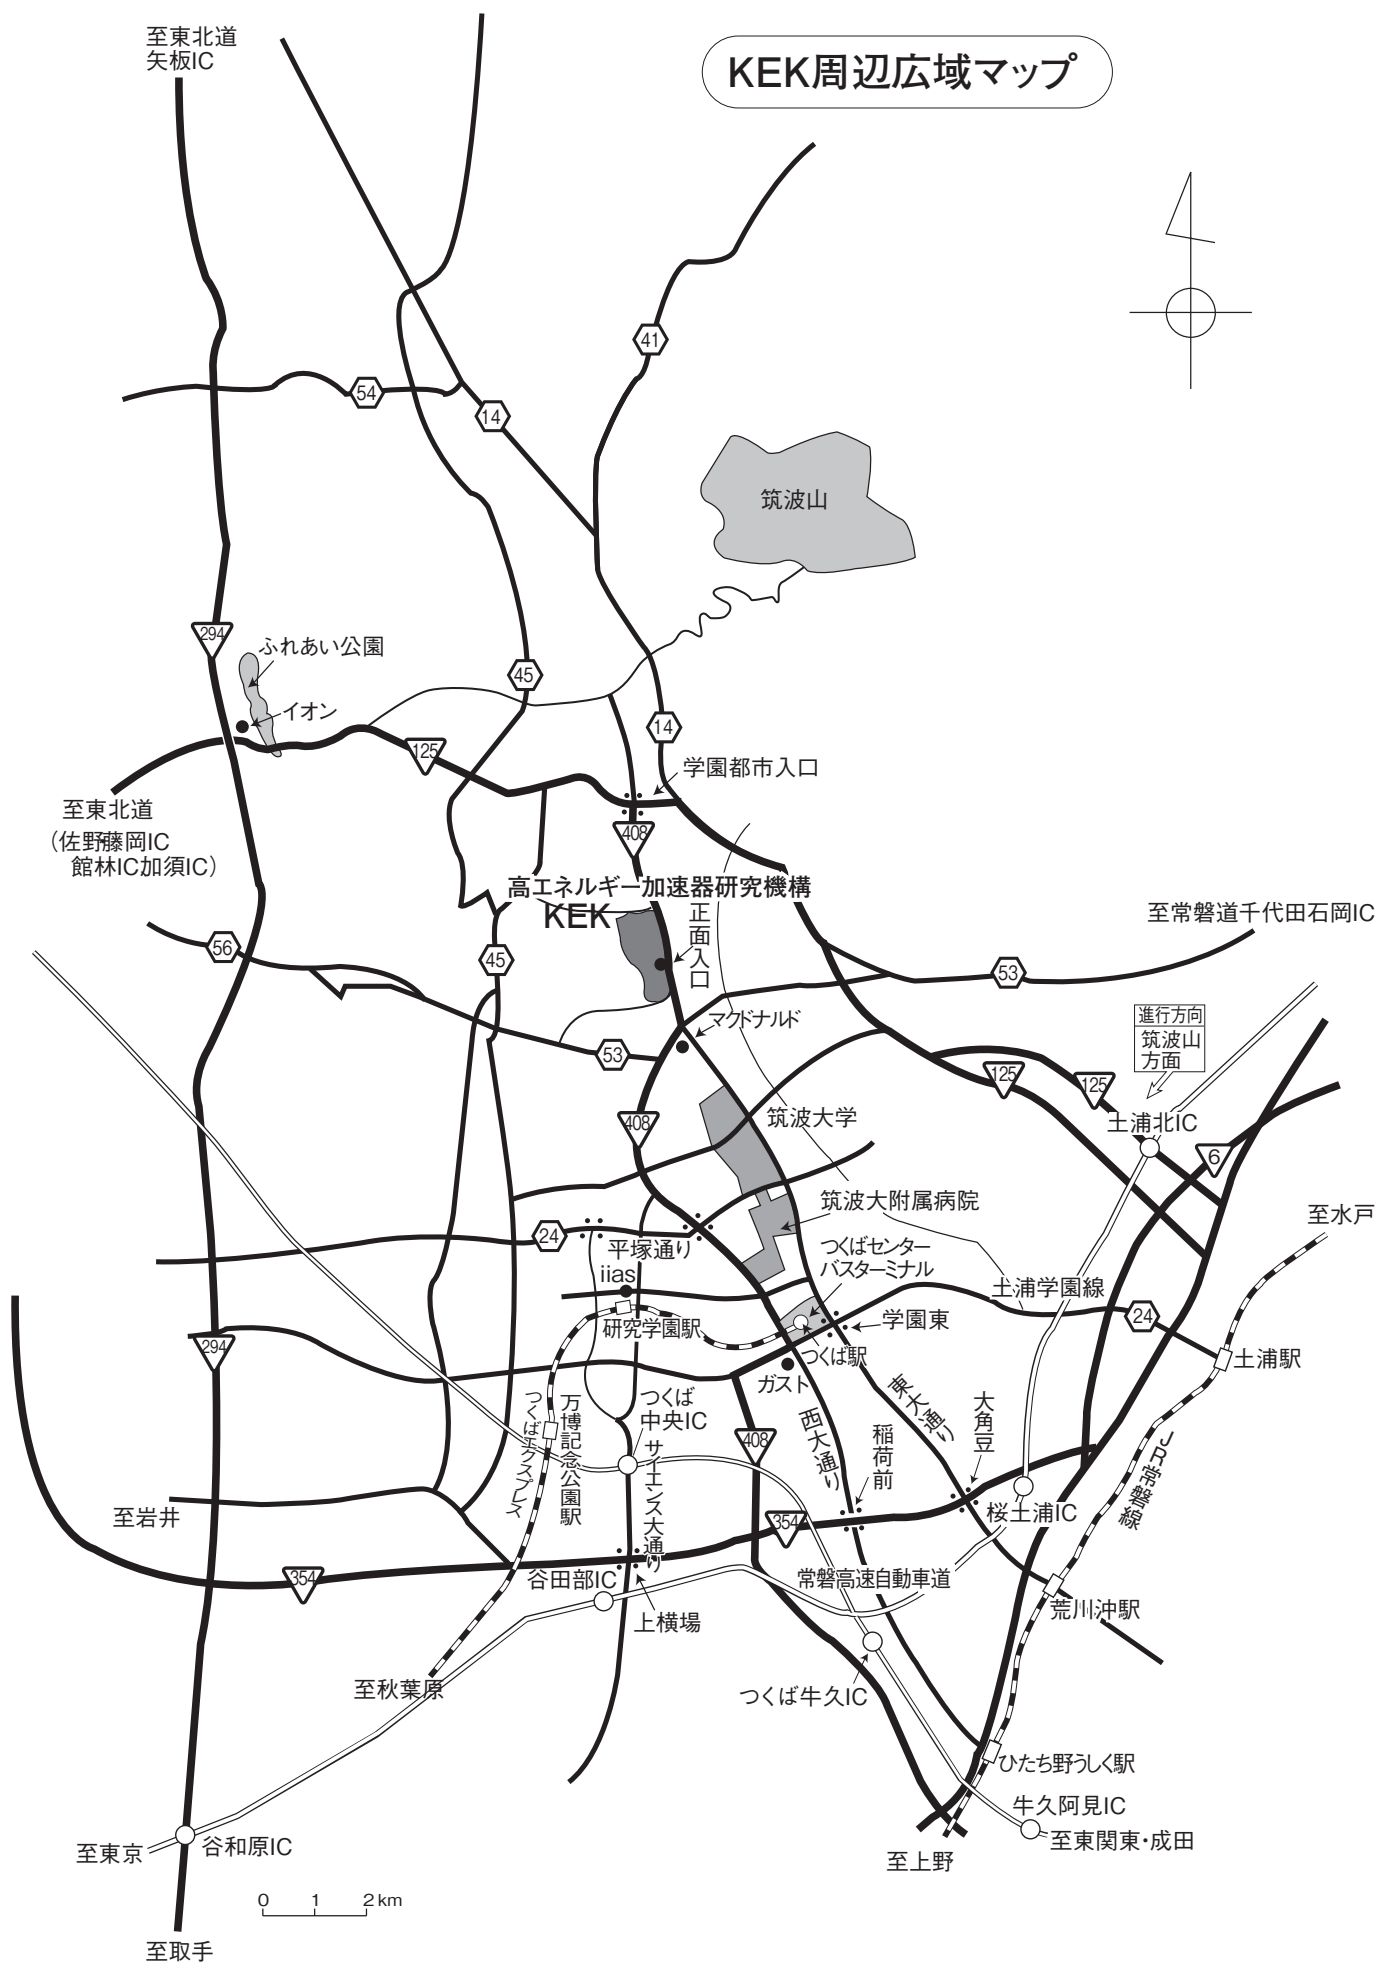 至東北道
矢板IC
KEK周辺広域マップ
41
54
14
筑波山
294
ふれあい公園
45
イオン
14
125
学園都市入口
至東北道
(佐野藤岡IC
館林IC加須IC)
408
高エネルギー加速器研究機構
KEK
正面入口
至常磐道千代田石岡IC
56
45
53
進行方向
筑波山
方面
マクドナルド
53
125
125
408
筑波大学
土浦北IC
6
筑波大附属病院
至水戸
24
平塚通り
つくばセンター
バスターミナル
iias
土浦学園線
研究学園駅
学園東
24
294
つくば駅
土浦駅
ガスト
つくば
中央IC
東大通り
大角豆
西大通り
稲荷前
つくばエクスプレス
万博記念公園駅
サイエンス大通り
408
JR常磐線
至岩井
桜土浦IC
354
354
谷田部IC
常磐高速自動車道
上横場
荒川沖駅
至秋葉原
つくば牛久IC
ひたち野うしく駅
牛久阿見IC
至東京
谷和原IC
至東関東・成田
至上野
0 1 2km
至取手